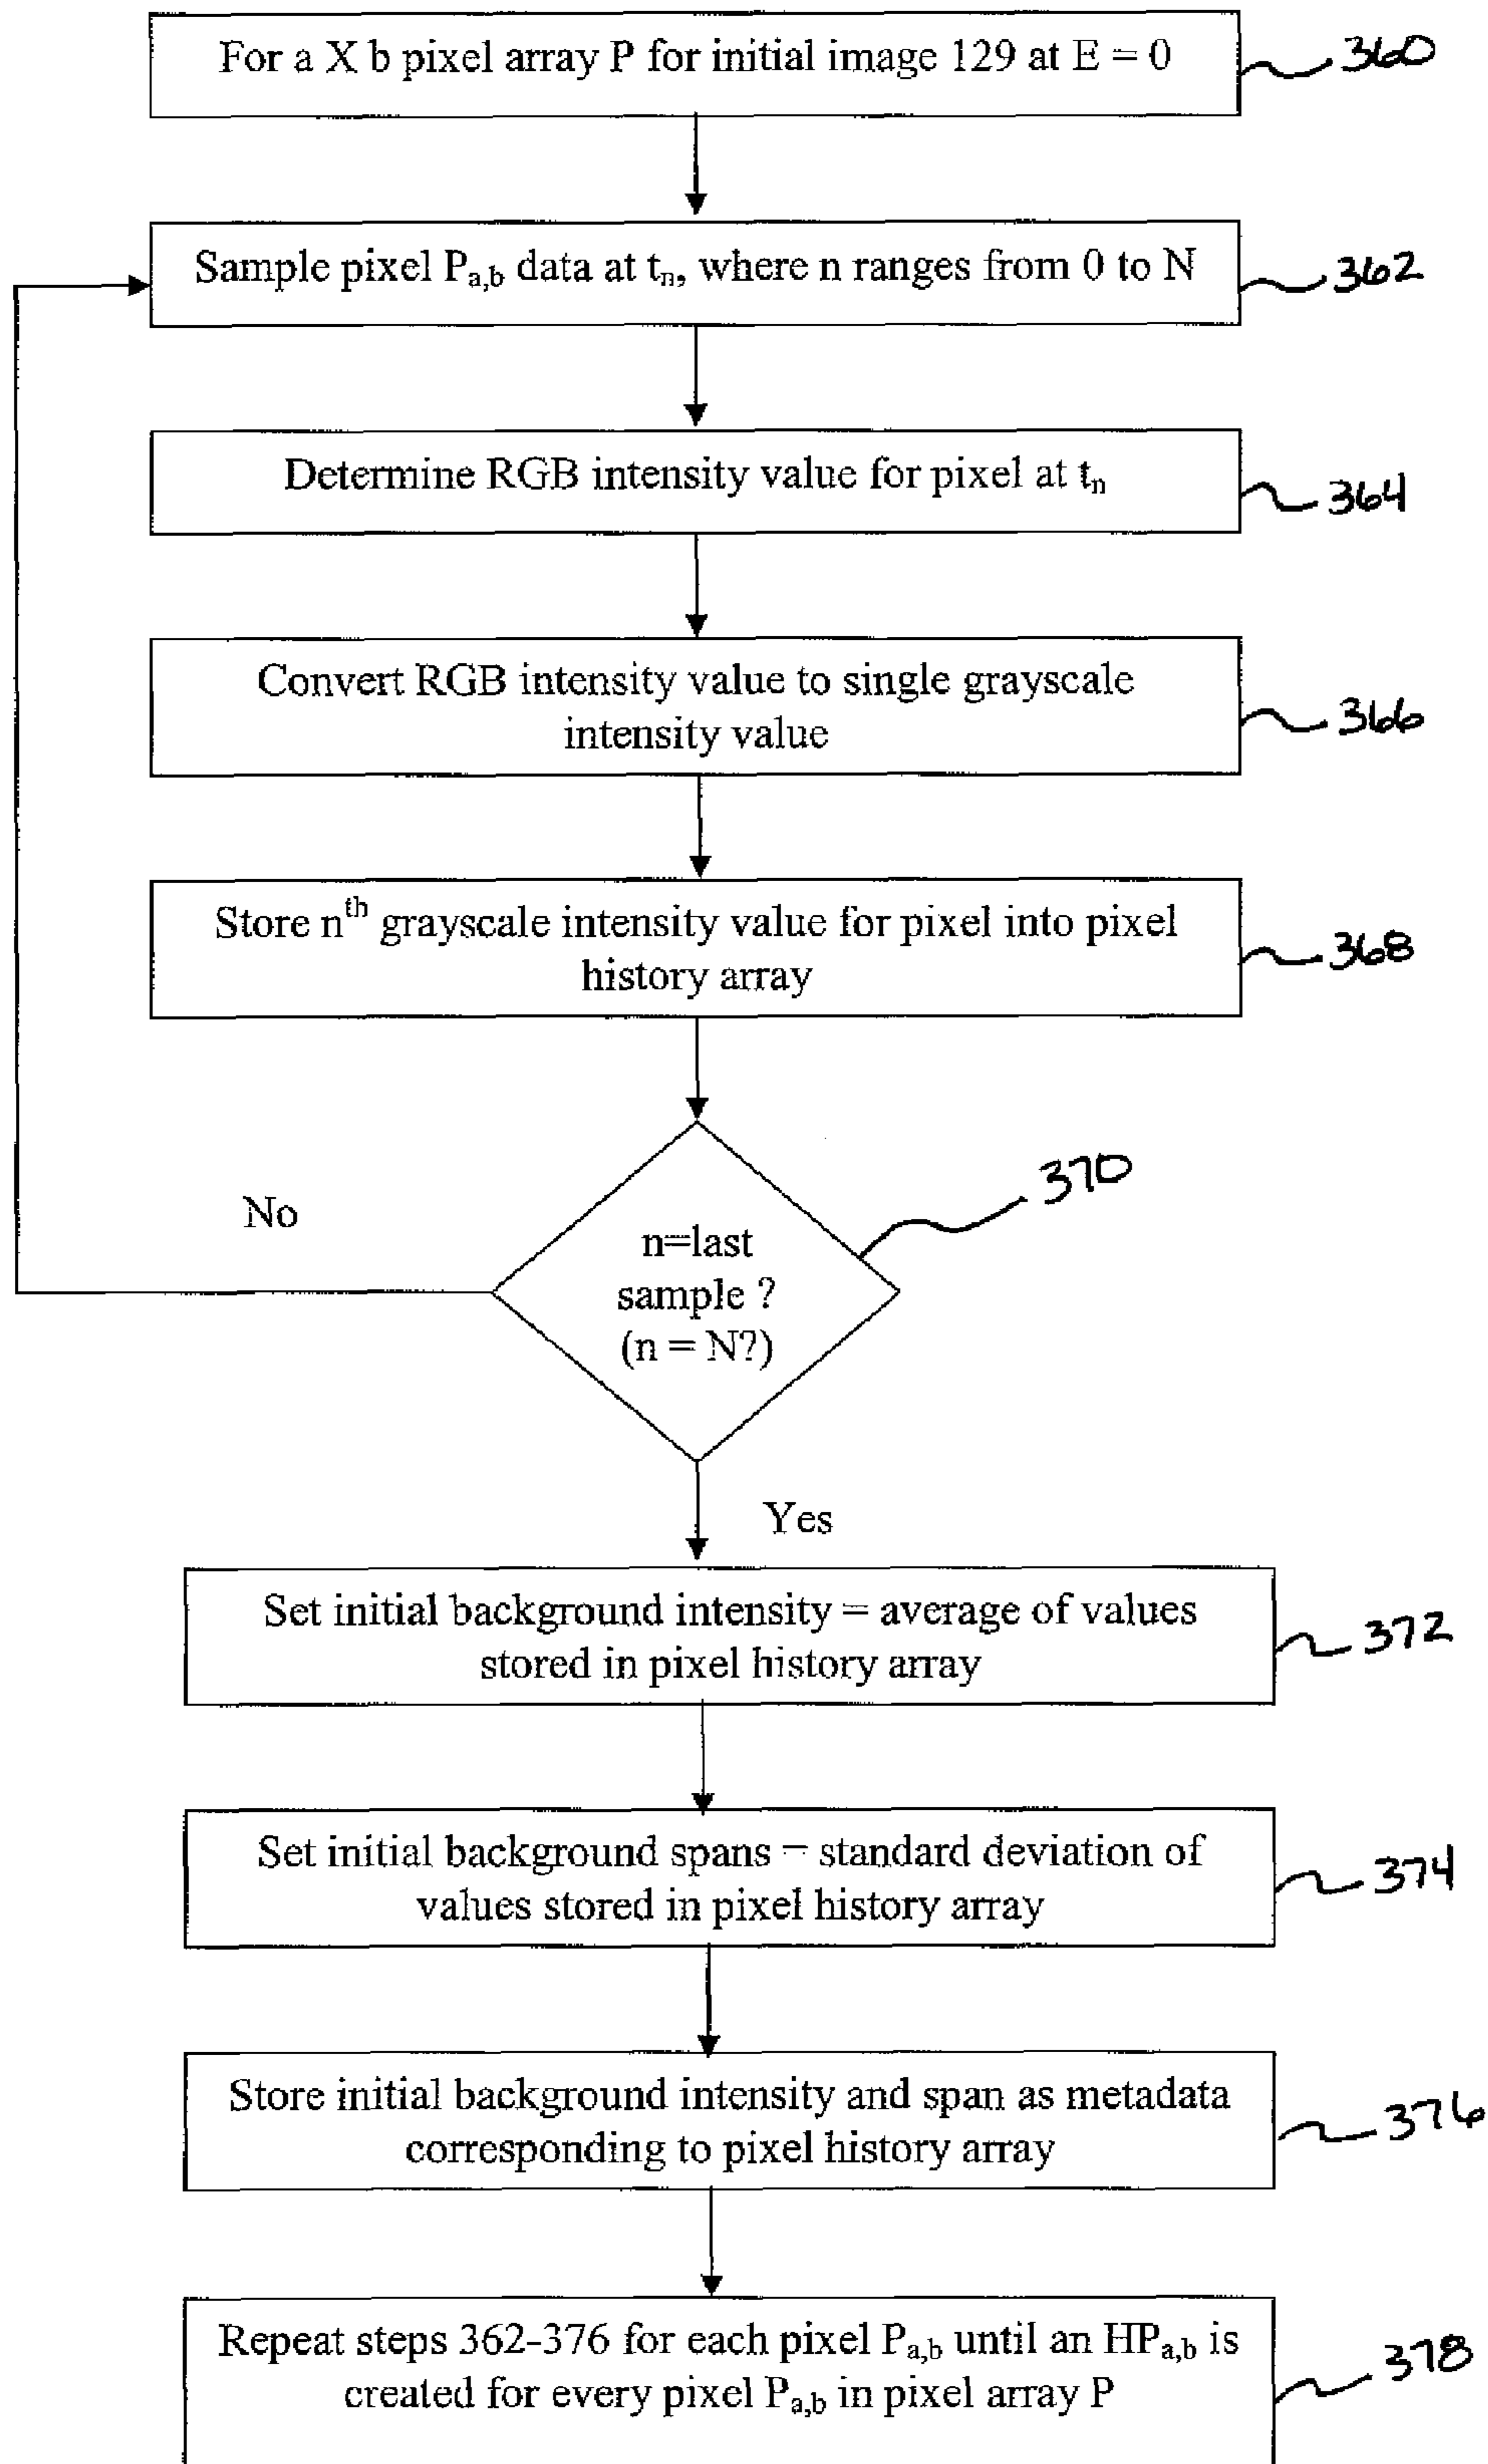 For a X b pixel array P for initial image 129 at E = 0
360
Sample pixel Pa,b data at tn, where n ranges from 0 to N
362
Determine RGB intensity value for pixel at tn
364
Convert RGB intensity value to single grayscale
intensity value
366
Store nth grayscale intensity value for pixel into pixel
history array
368
370
No
n=last
sample ?
(n = N?)
Yes
Set initial background intensity = average of values
stored in pixel history array
372
Set initial background spans = standard deviation of
values stored in pixel history array
374
Store initial background intensity and span as metadata
corresponding to pixel history array
376
Repeat steps 362-376 for each pixel Pa,b until an HPa,b is
created for every pixel Pa,b in pixel array P
378